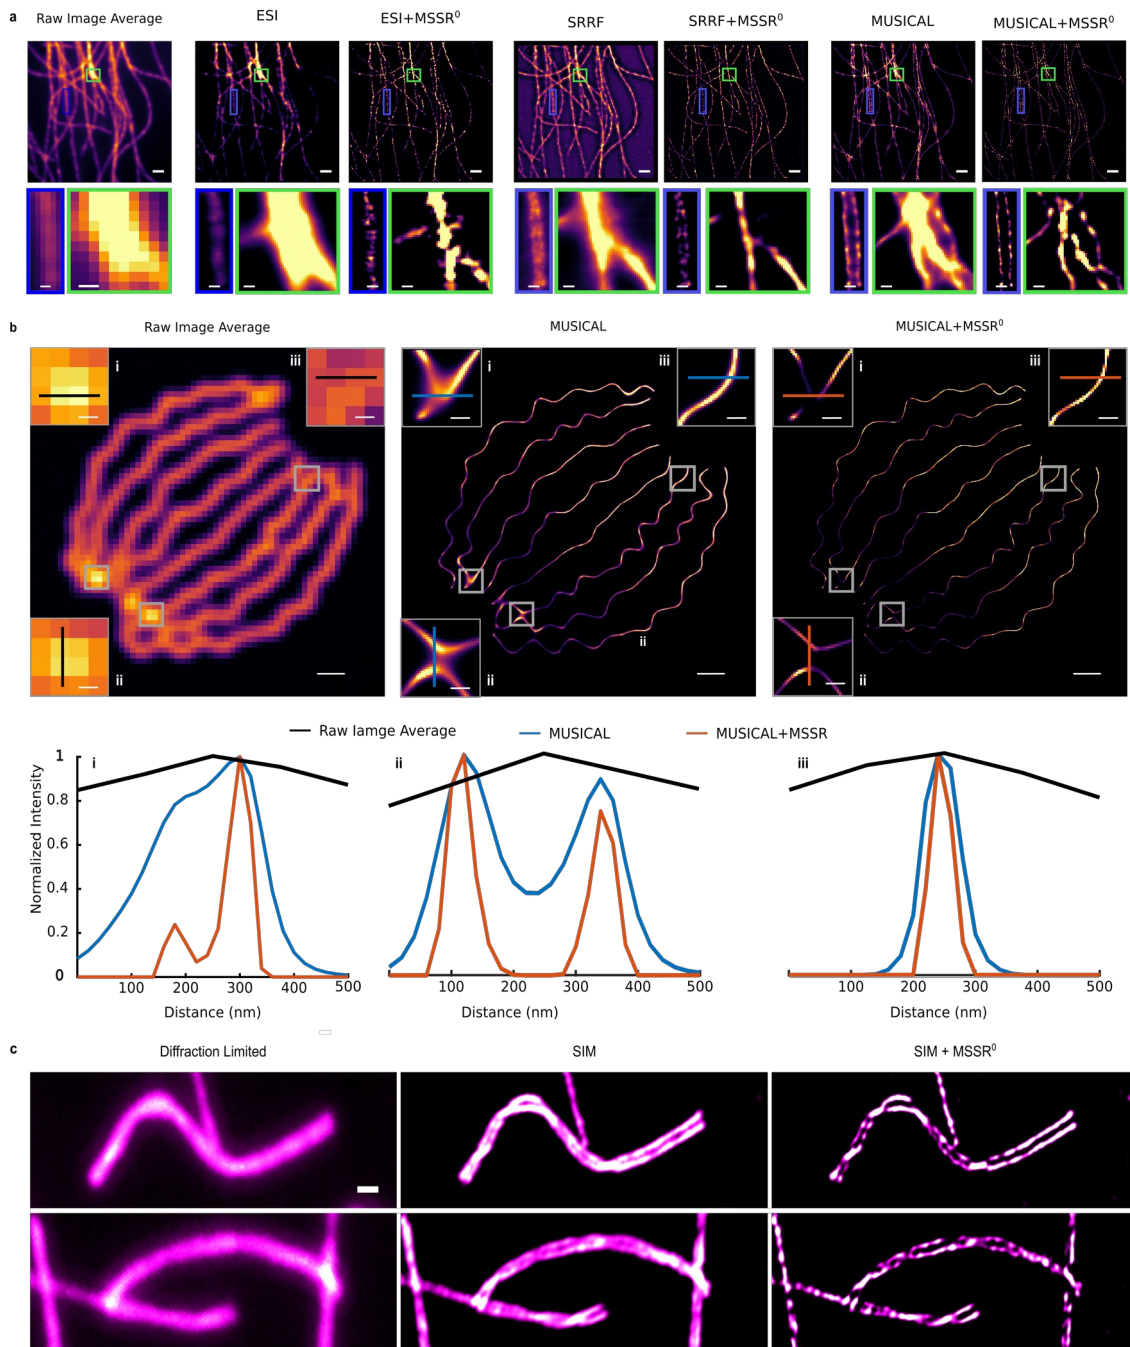 a
Raw Image Average
ESI
ESI+MSSR⁰
SRRF
SRRF+MSSR⁰
MUSICAL
MUSICAL+MSSR⁰
b
Raw Image Average
MUSICAL
MUSICAL+MSSR⁰
i
iii
i
iii
i
iii
ii
ii
ii
ii
Raw Iamge Average
MUSICAL
MUSICAL+MSSR
i
ii
iii
Normalized Intensity
1
0.8
0.6
0.4
0.2
0
100 200 300 400 500
100 200 300 400 500
100 200 300 400 500
Distance (nm)
Distance (nm)
Distance (nm)
c
Diffraction Limited
SIM
SIM + MSSR⁰